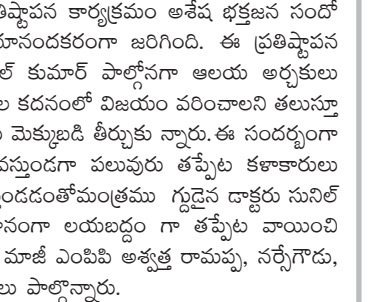 తిష్టాపన కార్యక్రమం అశేష భక్తజన సందో
యానందకరంగా జరిగింది. ఈ ప్రతిష్టాపన
ల్ కుమార్ పాల్గోనగా ఆలయ అర్చకులు
ల కదనంలో విజయం వరించాలని తలుస్తూ
మెక్కుబడి తీర్చుకు న్నారు.ఈ సందర్భంగా
వస్తుండగా పలువురు తప్పేట కళాకారులు
్తుండడంతోమంత్రము గ్దుడైన డాక్టరు సునిల్
నంగా లయబద్దం గా తప్పేట వాయించి
మాజీ ఎంపిపి అశ్వత్త రామప్ప, నర్సేగౌడు,
లు పాల్గొన్నారు.